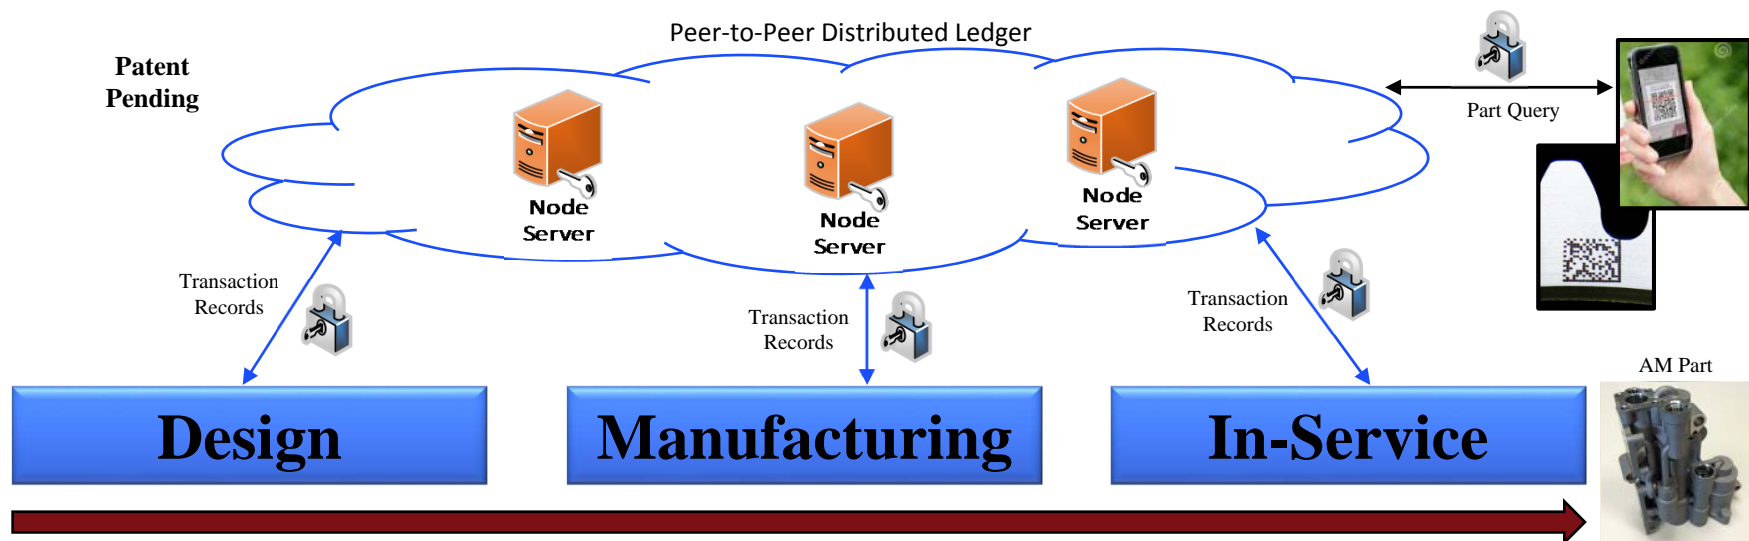 Peer-to-Peer Distributed Ledger
Patent
Pending
Part Query
Node
Server
Node
Server
Node
Server
Transaction
Records
Transaction
Records
Transaction
Records
AM Part
Design
Manufacturing
In-Service